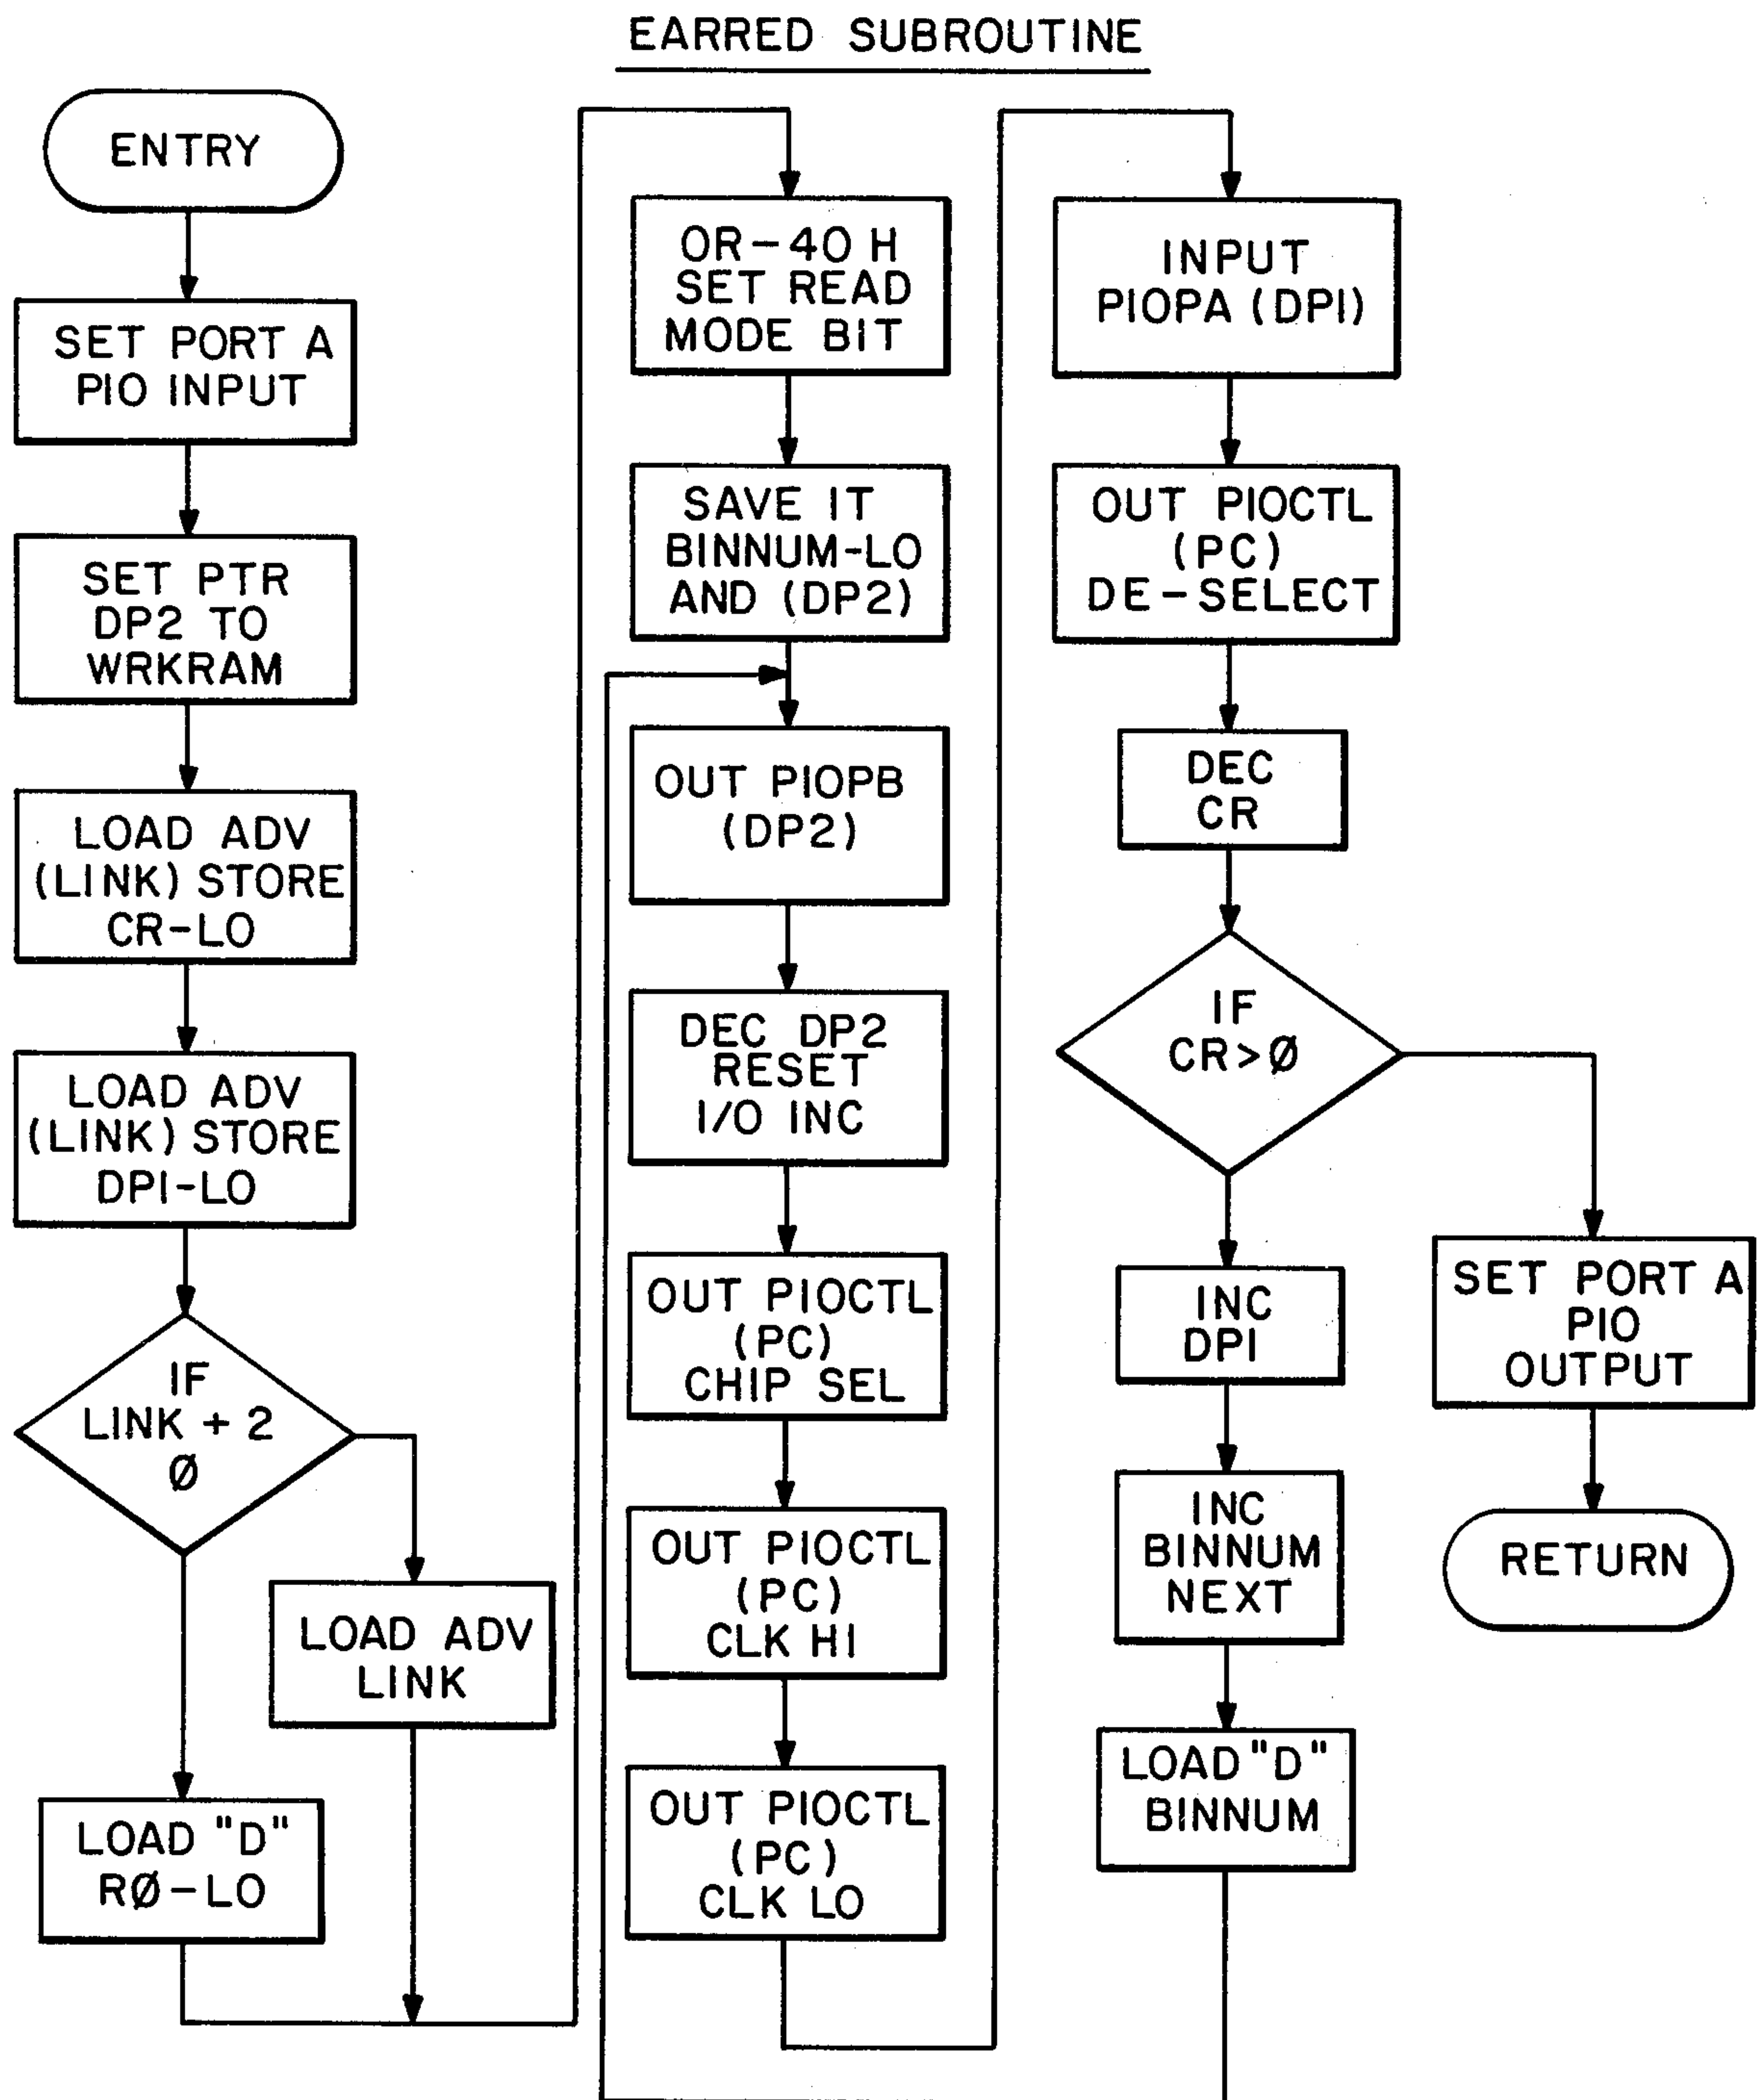 EARRED SUBROUTINE
ENTRY
SET PORT A
PIO INPUT
SET PTR
DP2 TO
WRKRAM
LOAD ADV
(LINK) STORE
CR-LO
LOAD ADV
(LINK) STORE
DPI-LO
IF
LINK + 2
Ø
LOAD ADV
LINK
LOAD "D"
RØ-LO
OR-40 H
SET READ
MODE BIT
SAVE IT
BINNUM-LO
AND (DP2)
OUT PIOPB
(DP2)
DEC DP2
RESET
I/O INC
OUT PIOCTL
(PC)
CHIP SEL
OUT PIOCTL
(PC)
CLK HI
OUT PIOCTL
(PC)
CLK LO
INPUT
PIOPA (DPI)
OUT PIOCTL
(PC)
DE-SELECT
DEC
CR
IF
CR>Ø
INC
DPI
INC
BINNUM
NEXT
LOAD "D"
BINNUM
SET PORT A
PIO
OUTPUT
RETURN